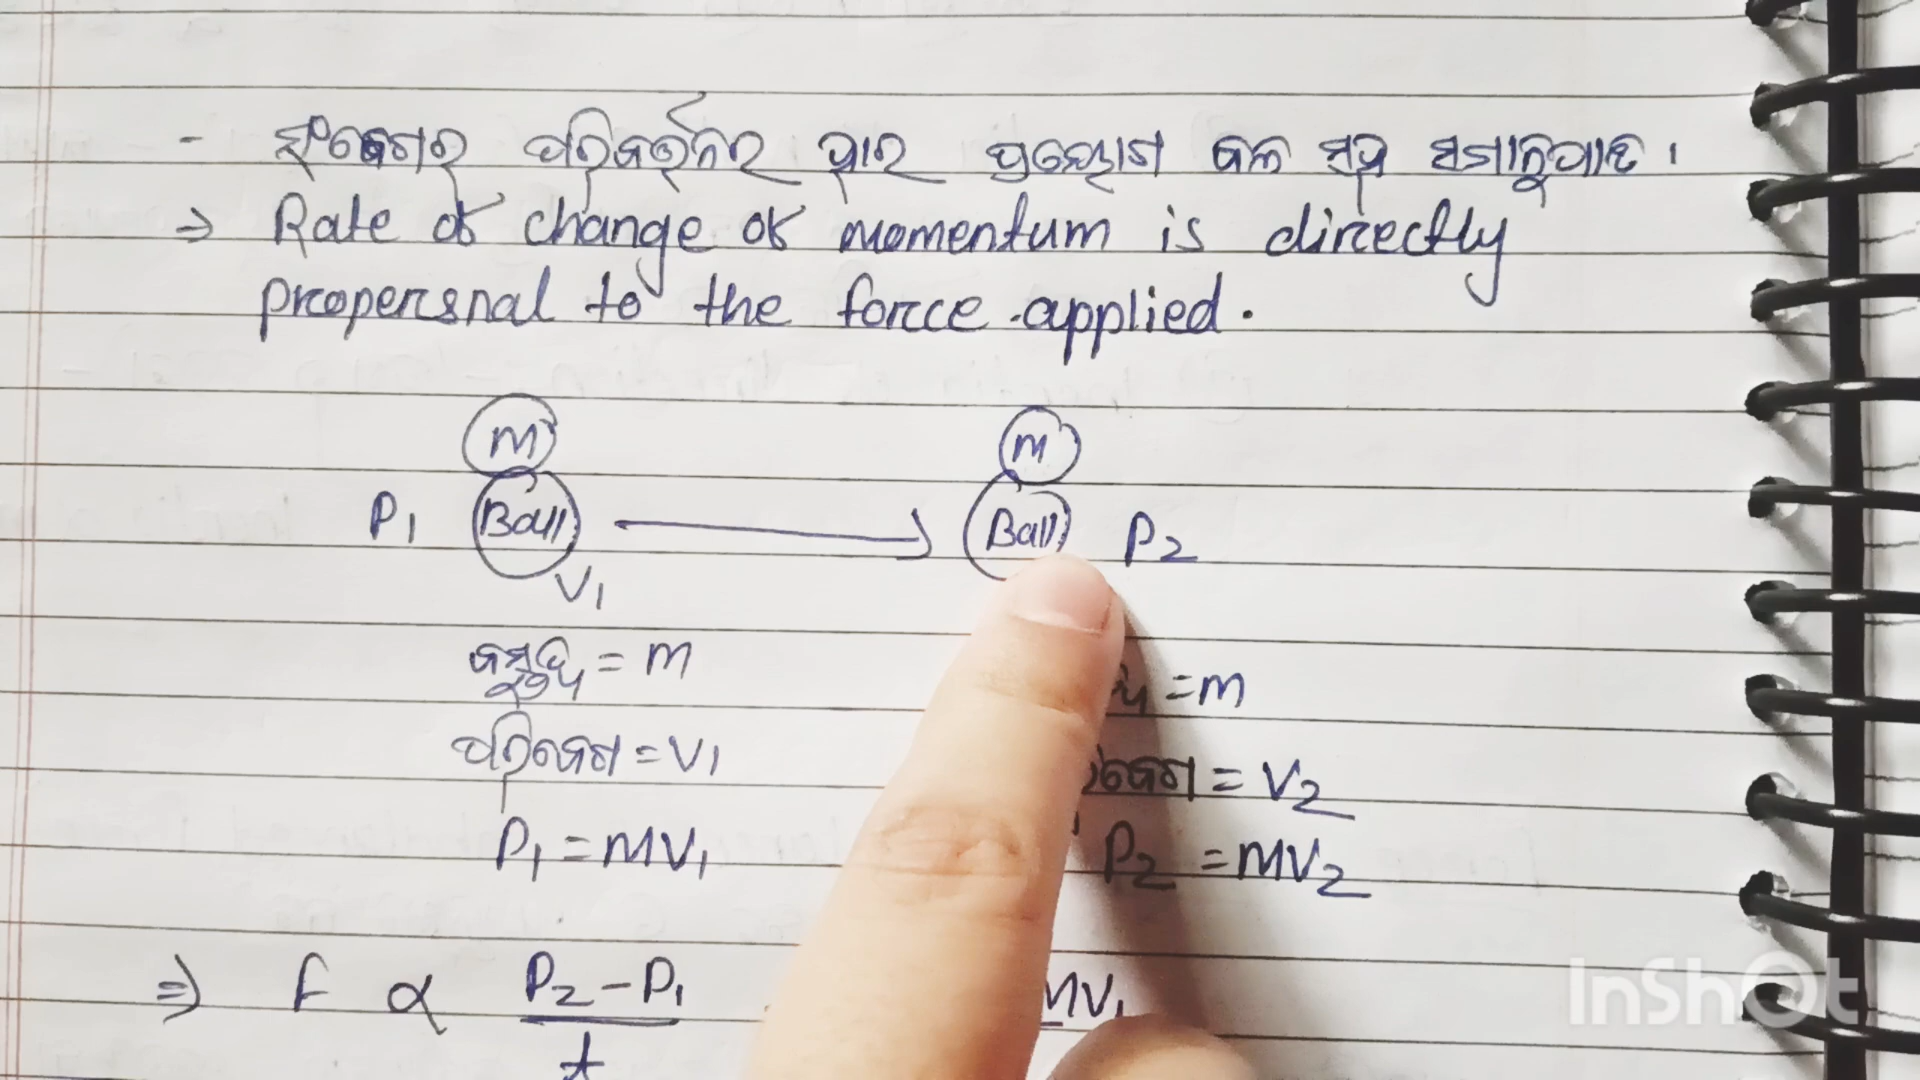 - ସଂବେଗର ପରିବର୍ତ୍ତନର ହାର ପ୍ରୟୋଗ ବଳ ସହ ସମାନୁପାତ ।
⇒ Rate of change of momentum is directly
propersnal to the force applied.
M M
P1 Ball → Ball P2
V1
ବସ୍ତୁତ୍ୱ = M
= m
ପରିବେଗ = V1
ବେଗ = V2
P1 = MV1
P2 = MV2
⇒ F ∝ P2 - P1 / t MV1
InShOt